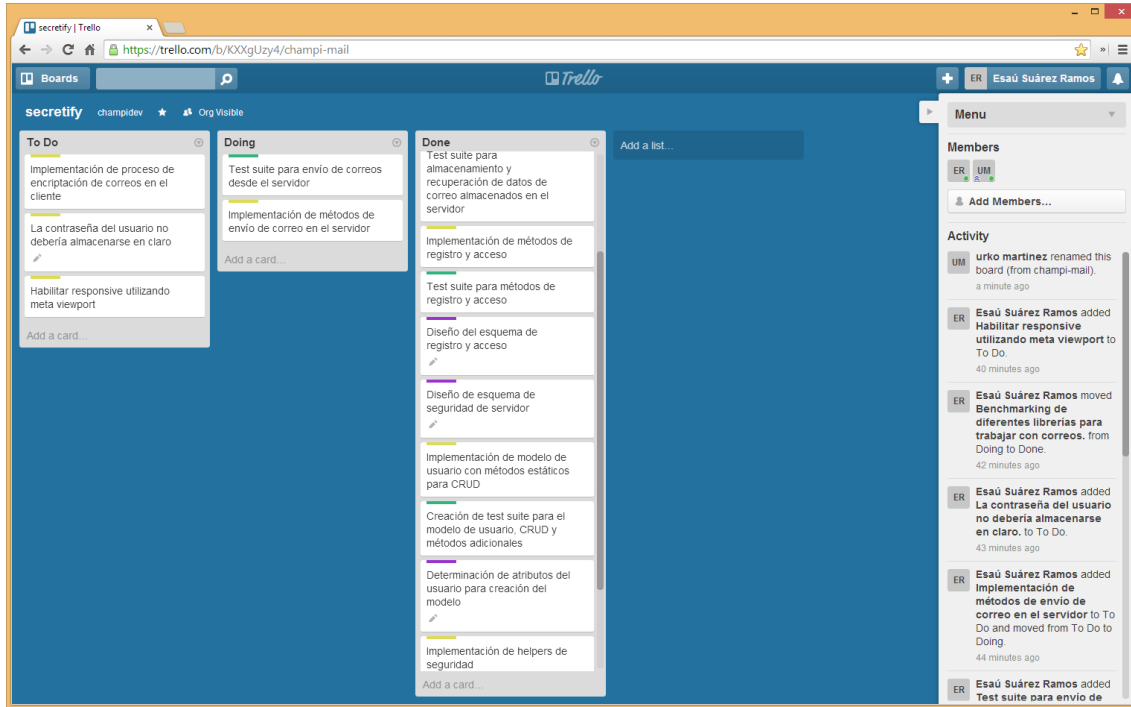 secretify | Trello
https://trello.com/b/KXXgUzy4/champi-mail
Boards
Trello
ER Esaú Suárez Ramos
secretify champidev Org Visible
To Do
Implementación de proceso de
encriptación de correos en el
cliente
La contraseña del usuario no
debería almacenarse en claro
Habilitar responsive utilizando
meta viewport
Add a card...
Doing
Test suite para envío de correos
desde el servidor
Implementación de métodos de
envío de correo en el servidor
Add a card...
Done
Test suite para
almacenamiento y
recuperación de datos de
correo almacenados en el
servidor
Implementación de métodos de
registro y acceso
Test suite para métodos de
registro y acceso
Diseño del esquema de
registro y acceso
Diseño de esquema de
seguridad de servidor
Implementación de modelo de
usuario con métodos estáticos
para CRUD
Creación de test suite para el
modelo de usuario, CRUD y
métodos adicionales
Determinación de atributos del
usuario para creación del
modelo
Implementación de helpers de
seguridad
Add a card...
Add a list...
Menu
Members
ER UM
Add Members...
Activity
UM
urko martinez renamed this
board (from champi-mail).
a minute ago
ER
Esaú Suárez Ramos added
Habilitar responsive
utilizando meta viewport to
To Do.
40 minutes ago
ER
Esaú Suárez Ramos moved
Benchmarking de
diferentes librerías para
trabajar con correos. from
Doing to Done.
42 minutes ago
ER
Esaú Suárez Ramos added
La contraseña del usuario
no debería almacenarse
en claro. to To Do.
43 minutes ago
ER
Esaú Suárez Ramos added
Implementación de
métodos de envío de
correo en el servidor to To
Do and moved from To Do to
Doing.
44 minutes ago
ER
Esaú Suárez Ramos added
Test suite para envío de